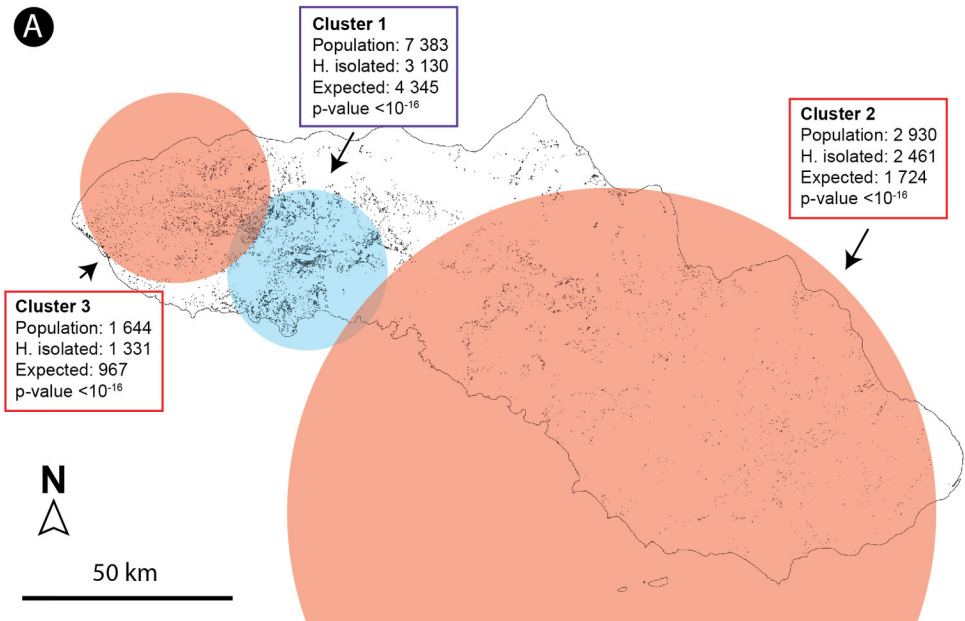 A
Cluster 1
Population: 7 383
H. isolated: 3 130
Expected: 4 345
p-value <10⁻¹⁶
Cluster 2
Population: 2 930
H. isolated: 2 461
Expected: 1 724
p-value <10⁻¹⁶
Cluster 3
Population: 1 644
H. isolated: 1 331
Expected: 967
p-value <10⁻¹⁶
N
50 km